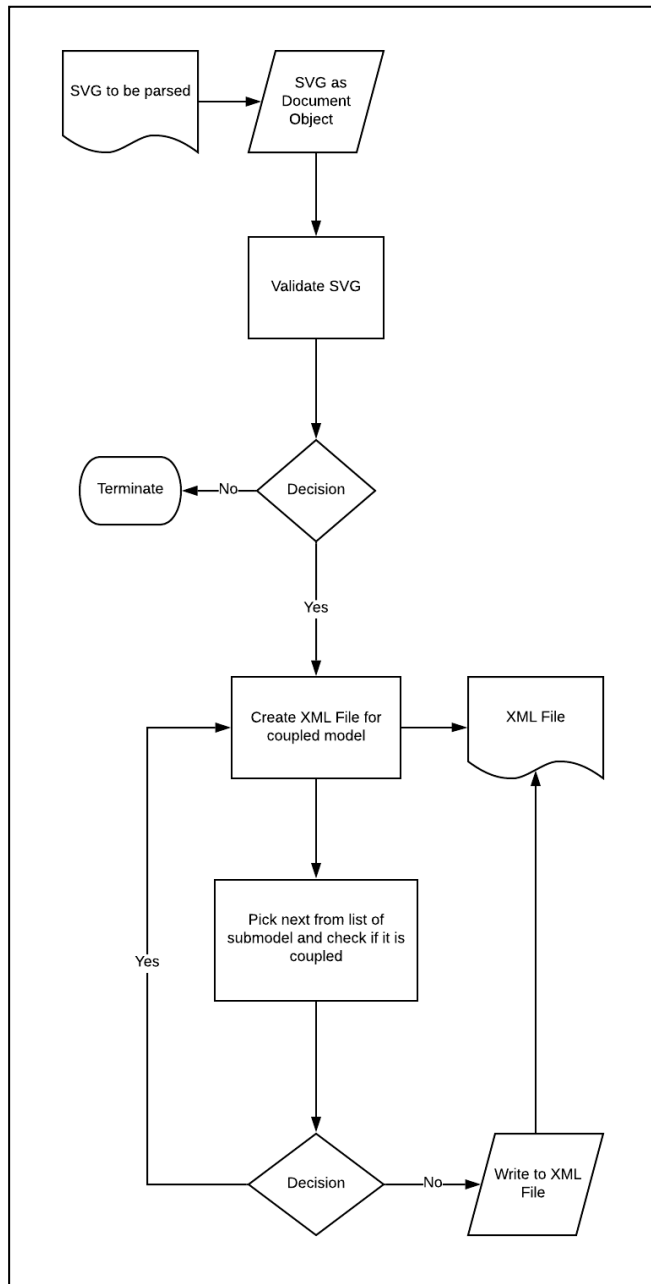 SVG to be parsed
SVG as
Document
Object
Validate SVG
Terminate
No
Decision
Yes
Create XML File for
coupled model
XML File
Pick next from list of
submodel and check if it is
coupled
Yes
Decision
No
Write to XML
File